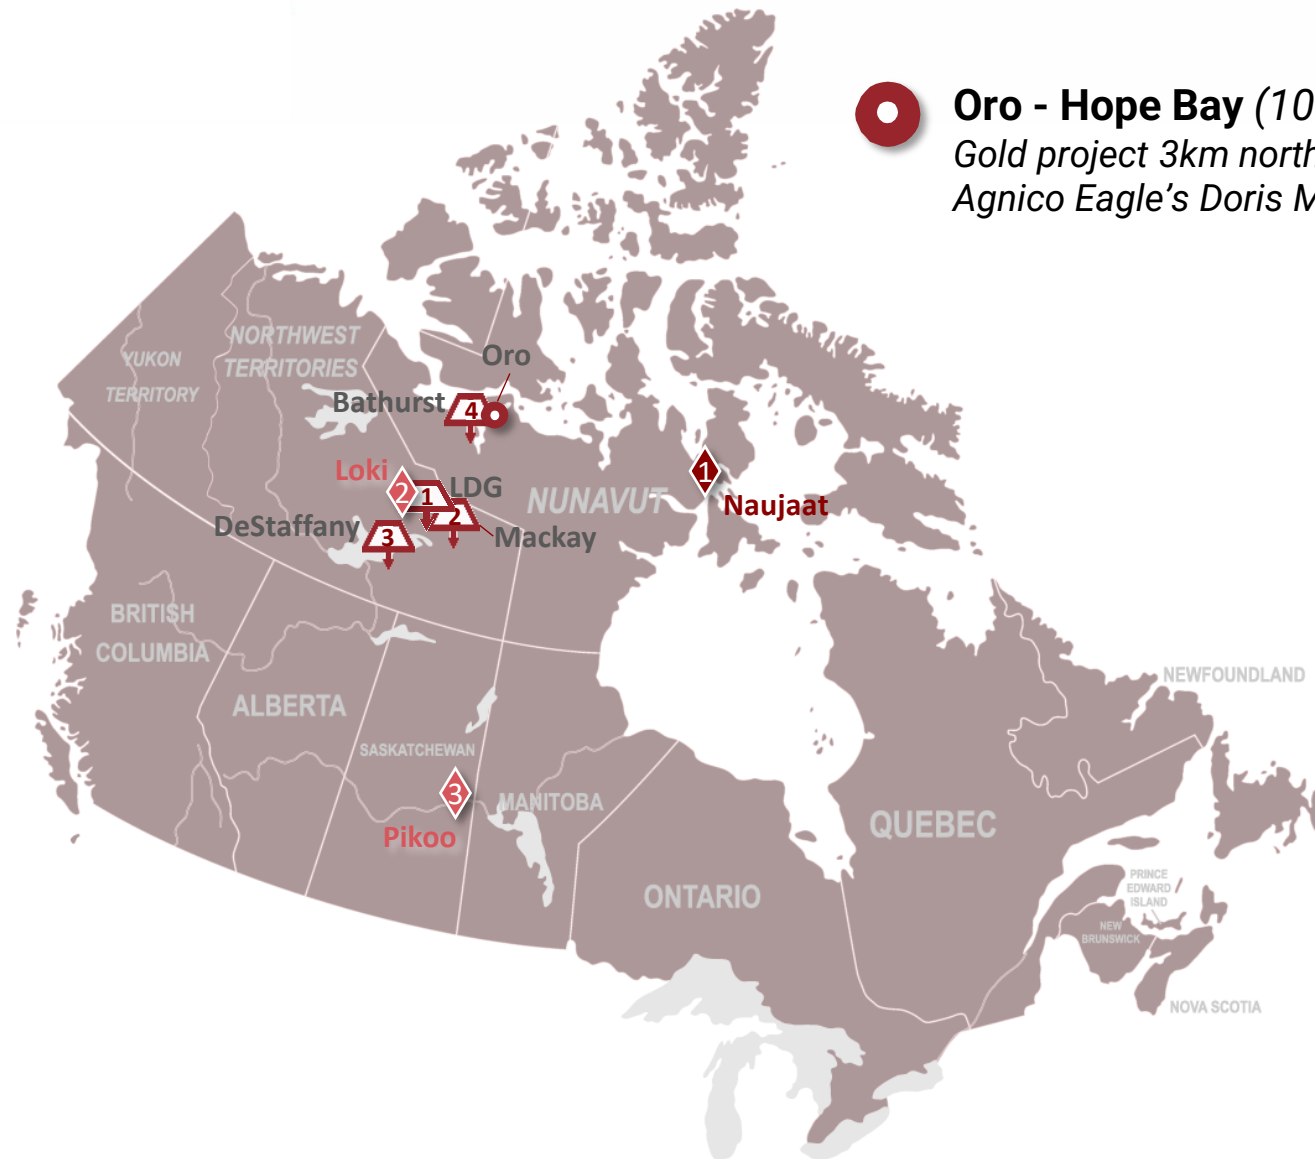 Oro - Hope Bay (10
Gold project 3km north
Agnico Eagle's Doris M
NORTHWEST
TERRITORIES
YUKON
TERRITORY
Oro
Bathurst
4
Loki
2
1
LDG
2
Mackay
DeStaffany
3
NUNAVUT
1
Naujaat
BRITISH
COLUMBIA
ALBERTA
SASKATCHEWAN
3
Pikoo
MANITOBA
ONTARIO
QUEBEC
NEWFOUNDLAND
PRINCE
EDWARD
ISLAND
NEW
BRUNSWICK
NOVA SCOTIA